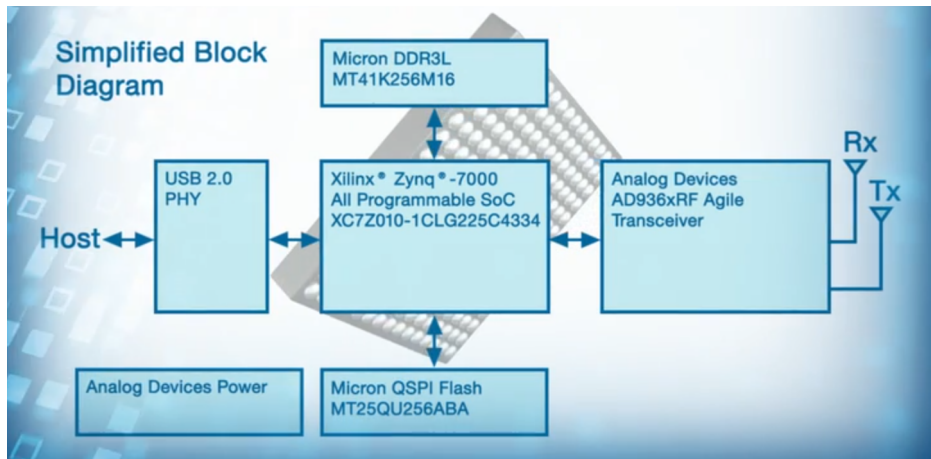 Simplified Block
Diagram
Micron DDR3L
MT41K256M16
USB 2.0
PHY
Xilinx® Zynq®-7000
All Programmable SoC
XC7Z010-1CLG225C4334
Analog Devices
AD936xRF Agile
Transceiver
Rx
Tx
Host
Analog Devices Power
Micron QSPI Flash
MT25QU256ABA